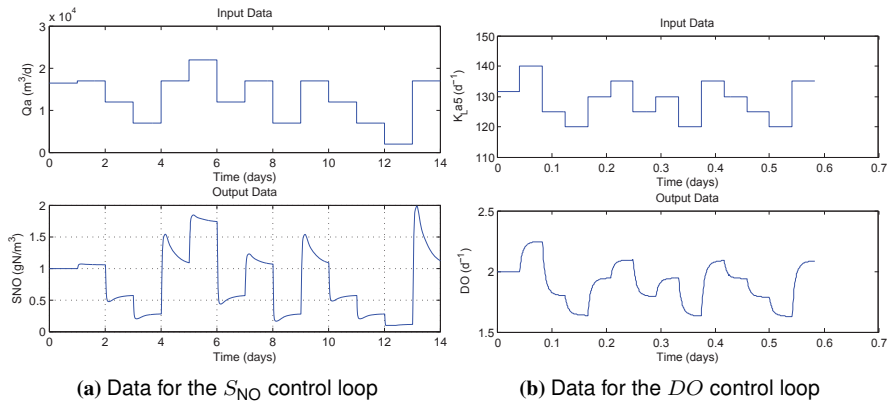 Input Data
x 10⁴
3
2
1
0
Qa (m³/d)
0 2 4 6 8 10 12 14
Time (days)
Output Data
2
1.5
1
0.5
0
SNO (gN/m³)
0 2 4 6 8 10 12 14
Time (days)
(a) Data for the S_NO control loop
Input Data
150
140
130
120
110
K_La5 (d⁻¹)
0 0.1 0.2 0.3 0.4 0.5 0.6 0.7
Time (days)
Output Data
2.5
2
1.5
DO (d⁻¹)
0 0.1 0.2 0.3 0.4 0.5 0.6 0.7
Time (days)
(b) Data for the DO control loop